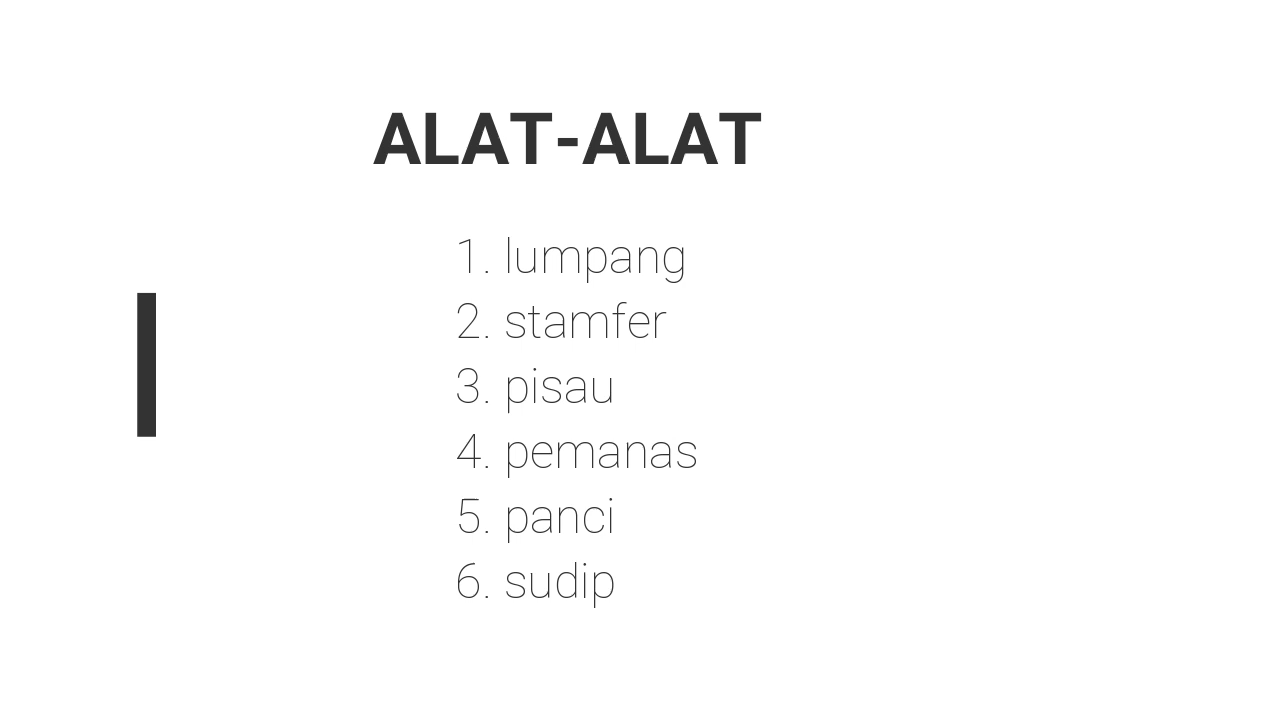 ALAT-ALAT
1. lumpang
2. stamfer
3. pisau
4. pemanas
5. panci
6. sudip